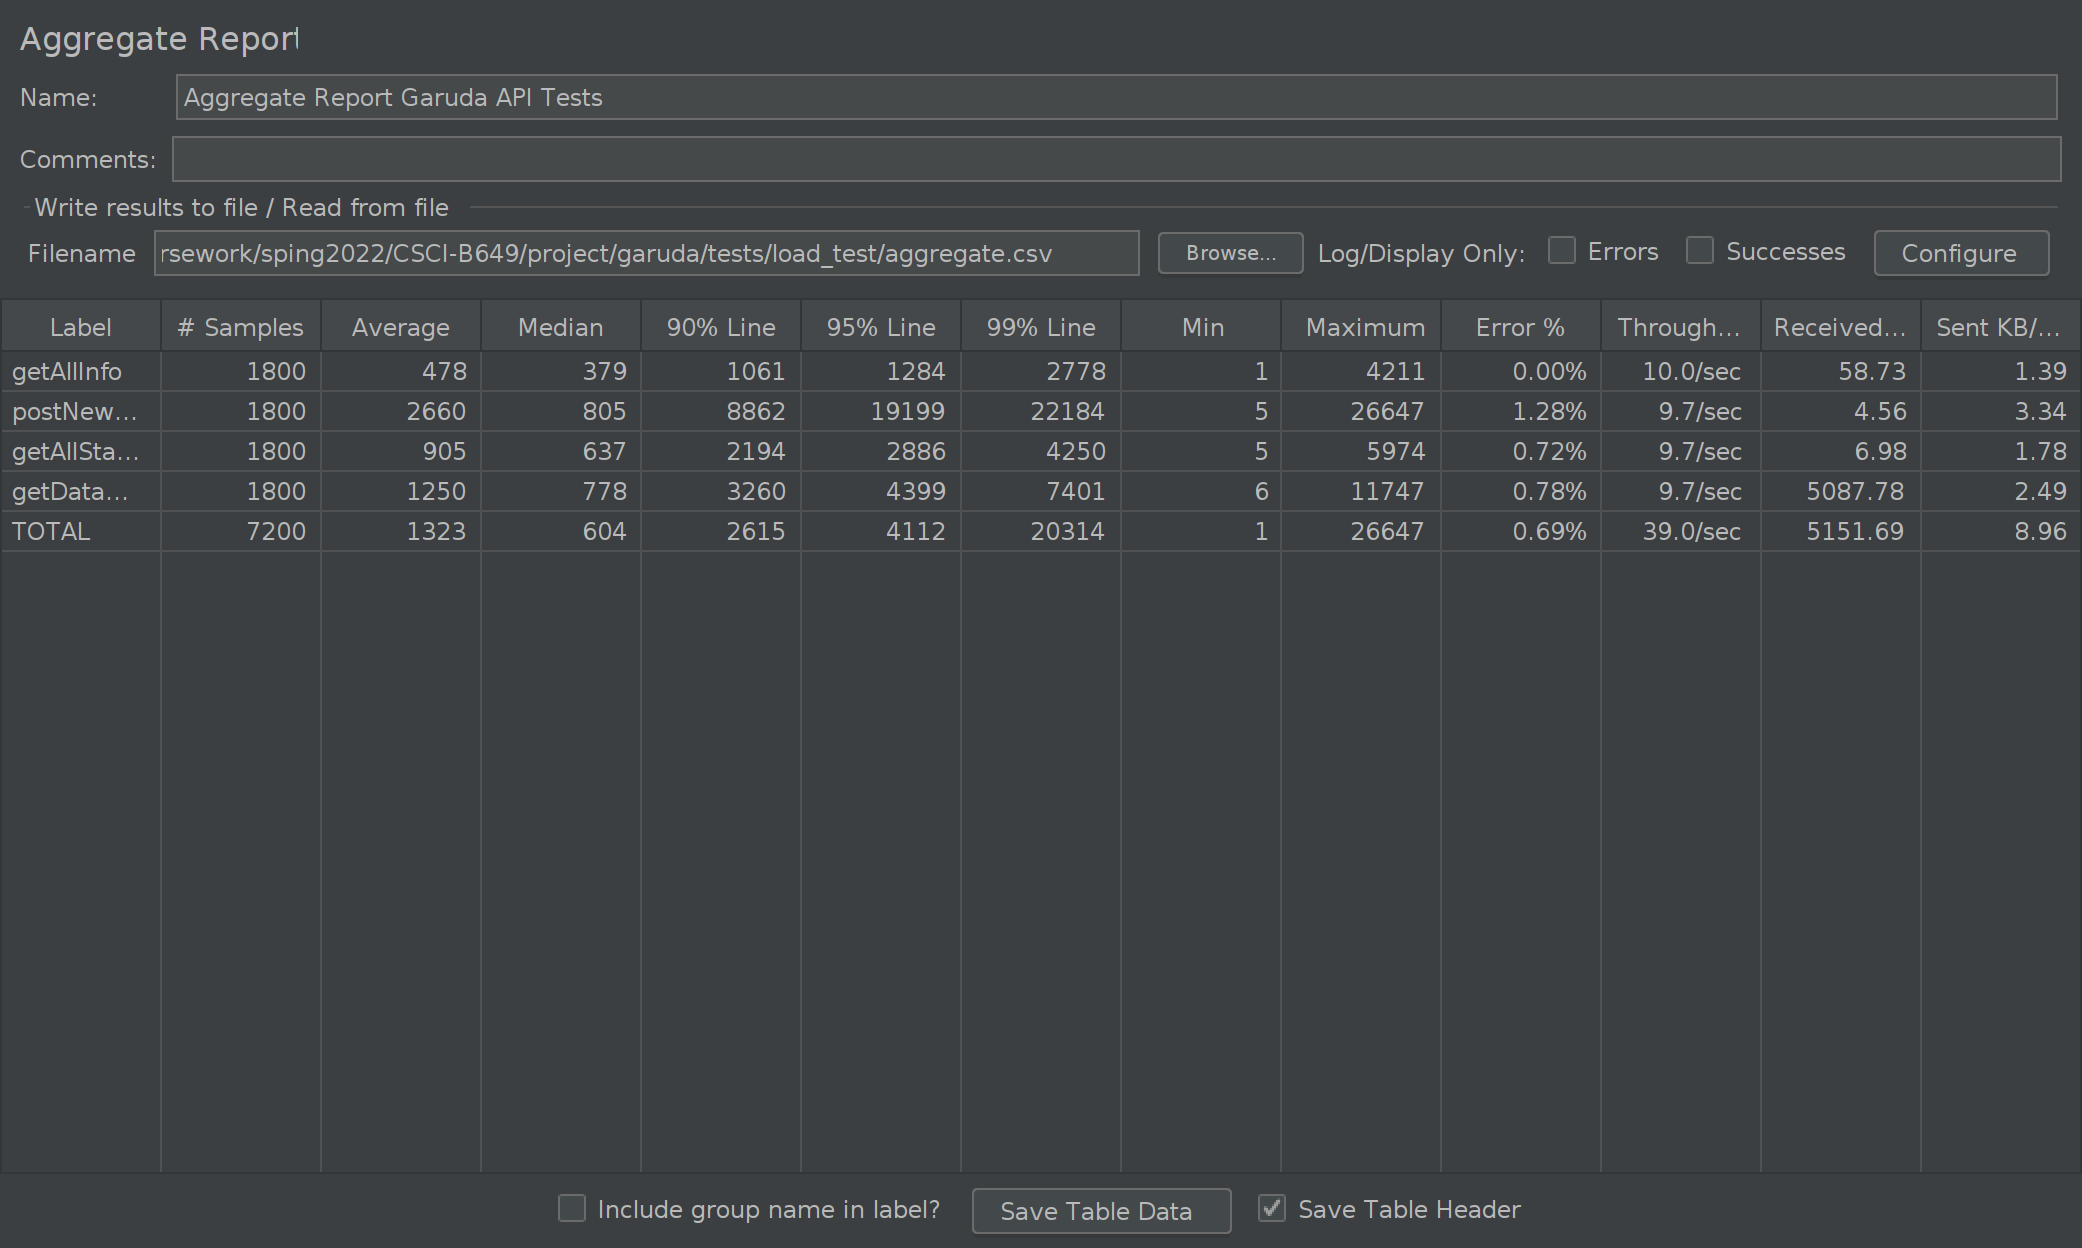 Aggregate Report
Name: Aggregate Report Garuda API Tests
Comments:
Write results to file / Read from file
Filename rsework/sping2022/CSCI-B649/project/garuda/tests/load_test/aggregate.csv Browse... Log/Display Only: Errors Successes Configure
Label # Samples Average Median 90% Line 95% Line 99% Line Min Maximum Error % Through... Received... Sent KB/...
getAllInfo 1800 478 379 1061 1284 2778 1 4211 0.00% 10.0/sec 58.73 1.39
postNew... 1800 2660 805 8862 19199 22184 5 26647 1.28% 9.7/sec 4.56 3.34
getAllSta... 1800 905 637 2194 2886 4250 5 5974 0.72% 9.7/sec 6.98 1.78
getData... 1800 1250 778 3260 4399 7401 6 11747 0.78% 9.7/sec 5087.78 2.49
TOTAL 7200 1323 604 2615 4112 20314 1 26647 0.69% 39.0/sec 5151.69 8.96
Include group name in label? Save Table Data Save Table Header